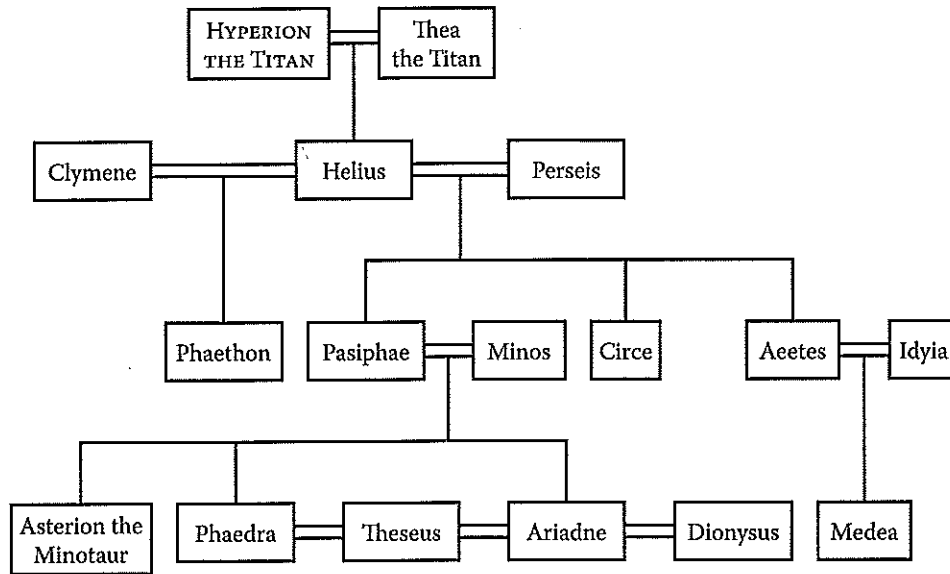 HYPERION
THE TITAN
Thea
the Titan
Clymene
Helius
Perseis
Phaethon
Pasiphae
Minos
Circe
Aeetes
Idyia
Asterion the
Minotaur
Phaedra
Theseus
Ariadne
Dionysus
Medea